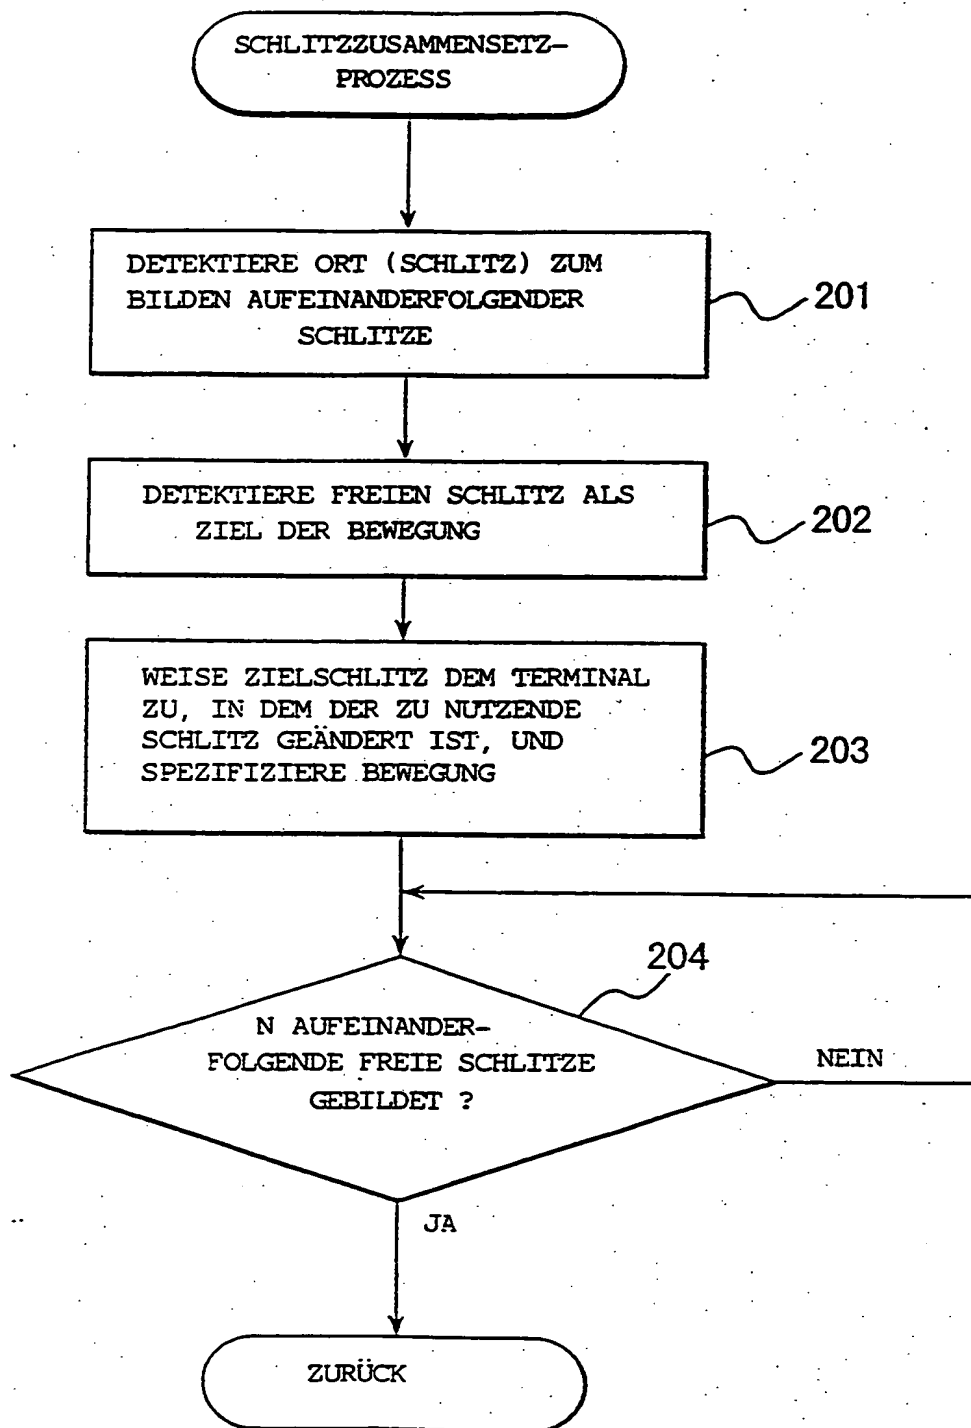 SCHLITZZUSAMMENSETZ-
PROZESS
DETEKTIERE ORT (SCHLITZ) ZUM
BILDEN AUFEINANDERFOLGENDER
SCHLITZE
201
DETEKTIERE FREIEN SCHLITZ ALS
ZIEL DER BEWEGUNG
202
WEISE ZIELSCHLITZ DEM TERMINAL
ZU, IN DEM DER ZU NUTZENDE
SCHLITZ GEÄNDERT IST, UND
SPEZIFIZIERE BEWEGUNG
203
204
N AUFEINANDER-
FOLGENDE FREIE SCHLITZE
GEBILDET ?
NEIN
JA
ZURÜCK